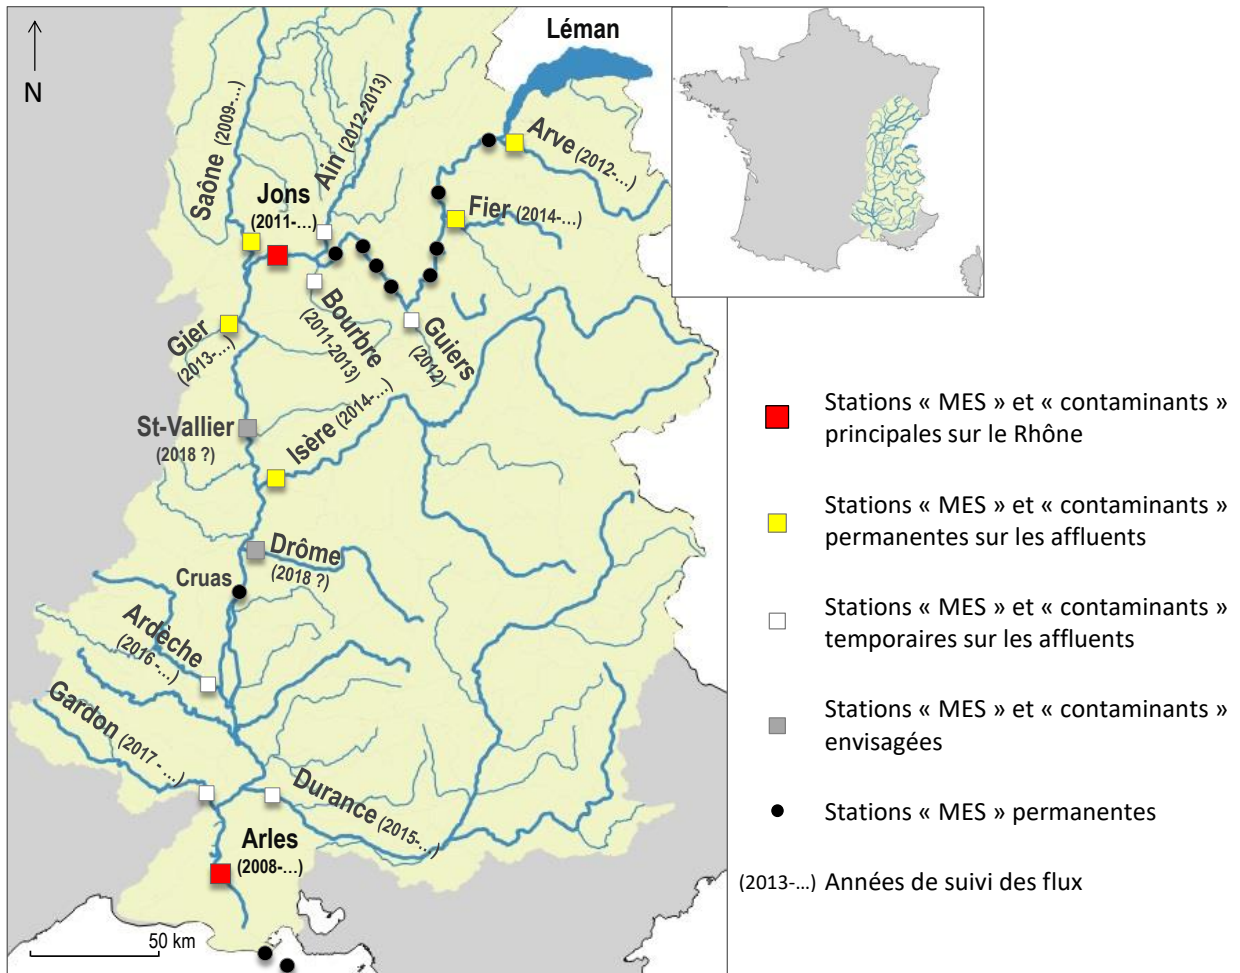 Léman
N
Saône (2009-...)
Ain (2012-2013)
Arve (2012-...)
Jons
(2011-...)
Fier (2014-...)
Gier
(2013-...)
Bourbre
(2011-2013)
Guiers
(2012)
St-Vallier
(2018 ?)
Isère (2014-...)
Drôme
(2018 ?)
Cruas
Ardèche
(2016 -...)
Gardon (2017 - ...)
Durance (2015-...)
Arles
(2008-...)
50 km
Stations « MES » et « contaminants »
principales sur le Rhône
Stations « MES » et « contaminants »
permanentes sur les affluents
Stations « MES » et « contaminants »
temporaires sur les affluents
Stations « MES » et « contaminants »
envisagées
Stations « MES » permanentes
(2013-...) Années de suivi des flux